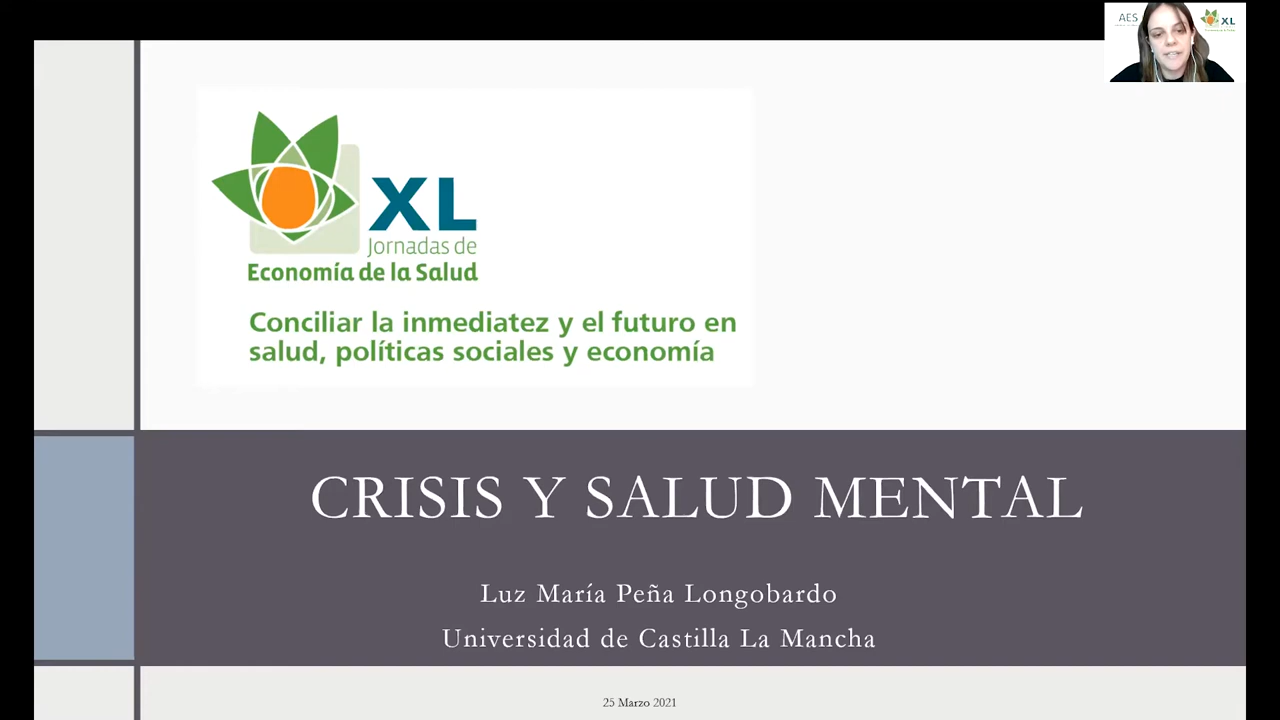 AES
XL
XL
Jornadas de
Economía de la Salud
Conciliar la inmediatez y el futuro en
salud, políticas sociales y economía
CRISIS Y SALUD MENTAL
Luz María Peña Longobardo
Universidad de Castilla La Mancha
25 Marzo 2021